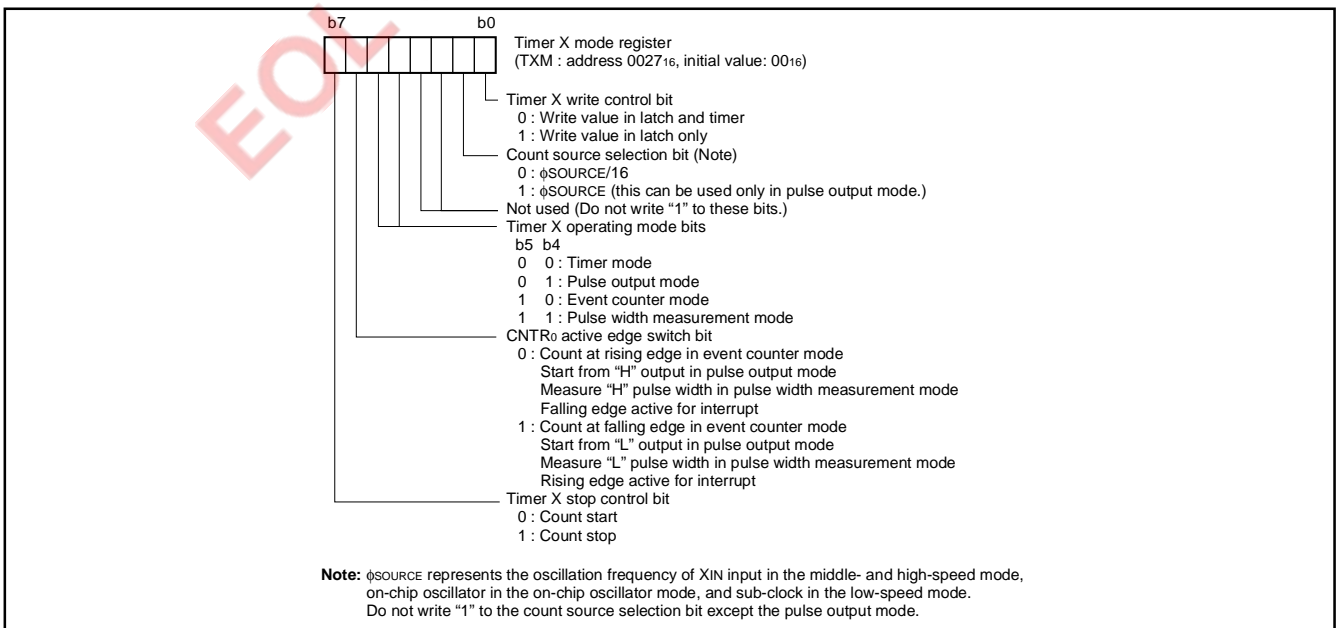 b7 b0
Timer X mode register
(TXM : address 002716, initial value: 0016)
Timer X write control bit
0 : Write value in latch and timer
1 : Write value in latch only
Count source selection bit (Note)
0 : φSOURCE/16
1 : φSOURCE (this can be used only in pulse output mode.)
Not used (Do not write “1” to these bits.)
Timer X operating mode bits
b5 b4
0 0 : Timer mode
0 1 : Pulse output mode
1 0 : Event counter mode
1 1 : Pulse width measurement mode
CNTR0 active edge switch bit
0 : Count at rising edge in event counter mode
Start from “H” output in pulse output mode
Measure “H” pulse width in pulse width measurement mode
Falling edge active for interrupt
1 : Count at falling edge in event counter mode
Start from “L” output in pulse output mode
Measure “L” pulse width in pulse width measurement mode
Rising edge active for interrupt
Timer X stop control bit
0 : Count start
1 : Count stop
Note: φSOURCE represents the oscillation frequency of XIN input in the middle- and high-speed mode,
on-chip oscillator in the on-chip oscillator mode, and sub-clock in the low-speed mode.
Do not write “1” to the count source selection bit except the pulse output mode.
EOL